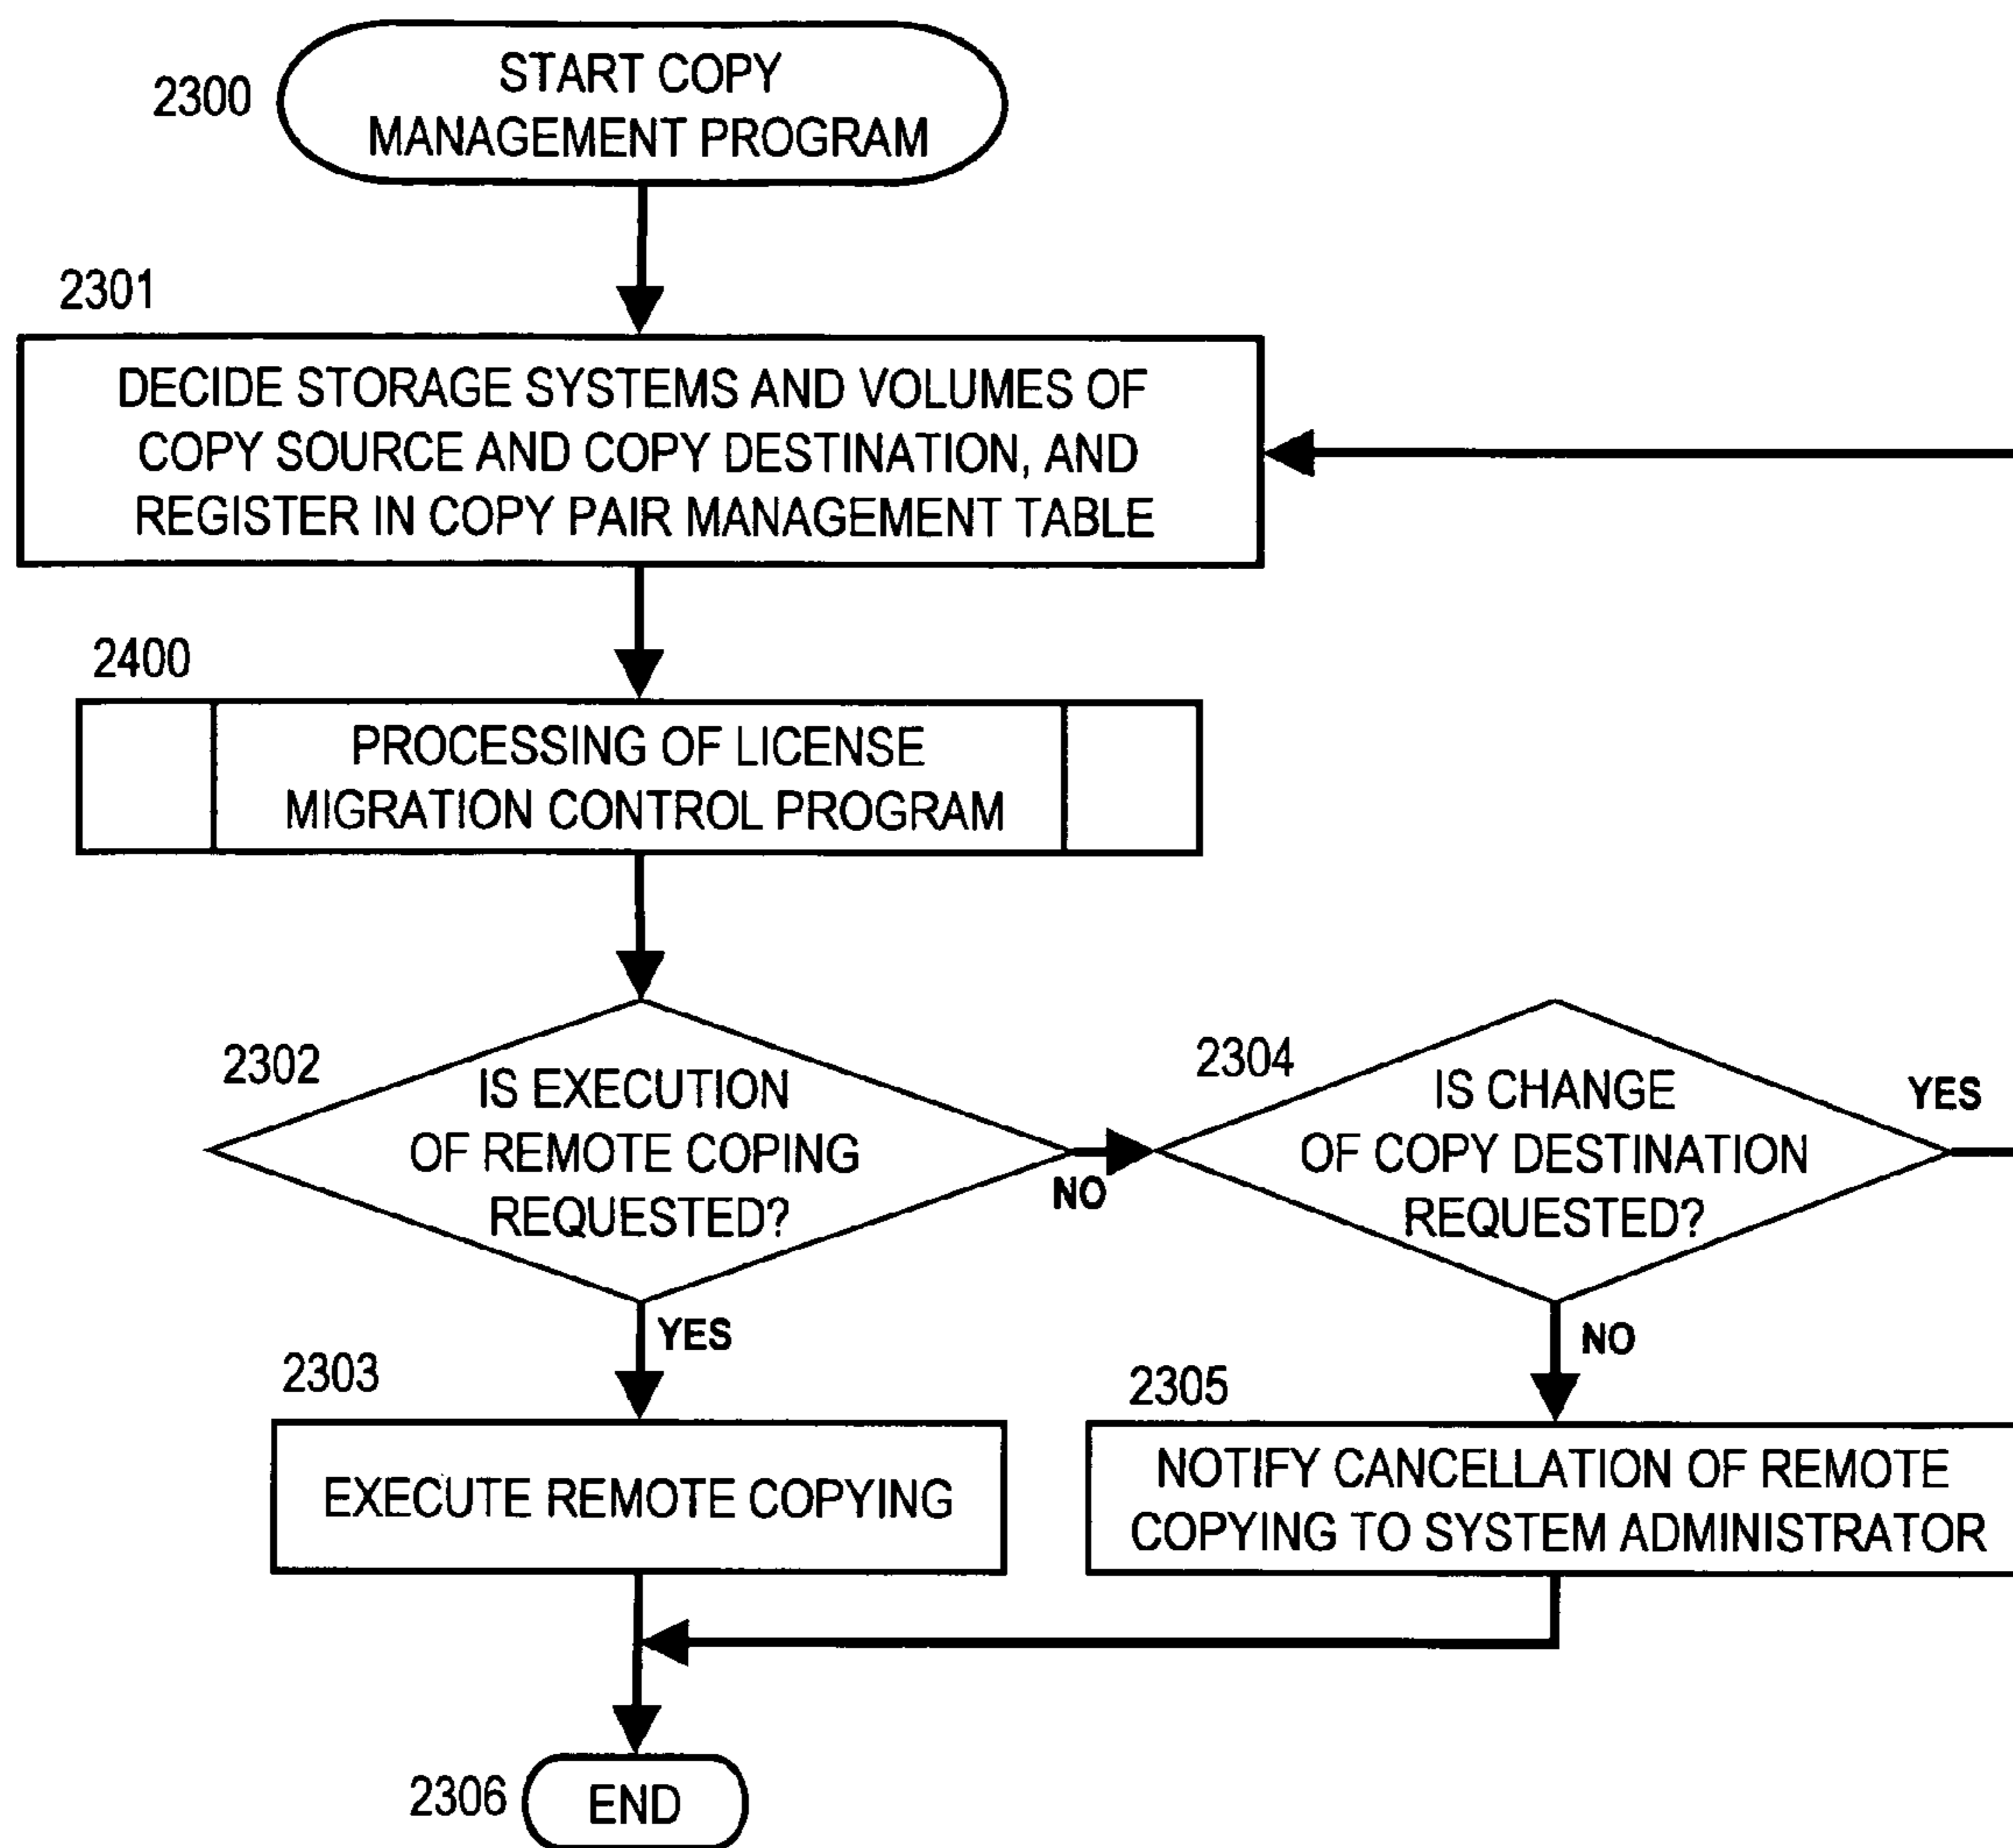 2300
START COPY
MANAGEMENT PROGRAM
2301
DECIDE STORAGE SYSTEMS AND VOLUMES OF
COPY SOURCE AND COPY DESTINATION, AND
REGISTER IN COPY PAIR MANAGEMENT TABLE
2400
PROCESSING OF LICENSE
MIGRATION CONTROL PROGRAM
2302
IS EXECUTION
OF REMOTE COPING
REQUESTED?
NO
YES
2304
IS CHANGE
OF COPY DESTINATION
REQUESTED?
YES
NO
2303
EXECUTE REMOTE COPYING
2305
NOTIFY CANCELLATION OF REMOTE
COPYING TO SYSTEM ADMINISTRATOR
2306
END